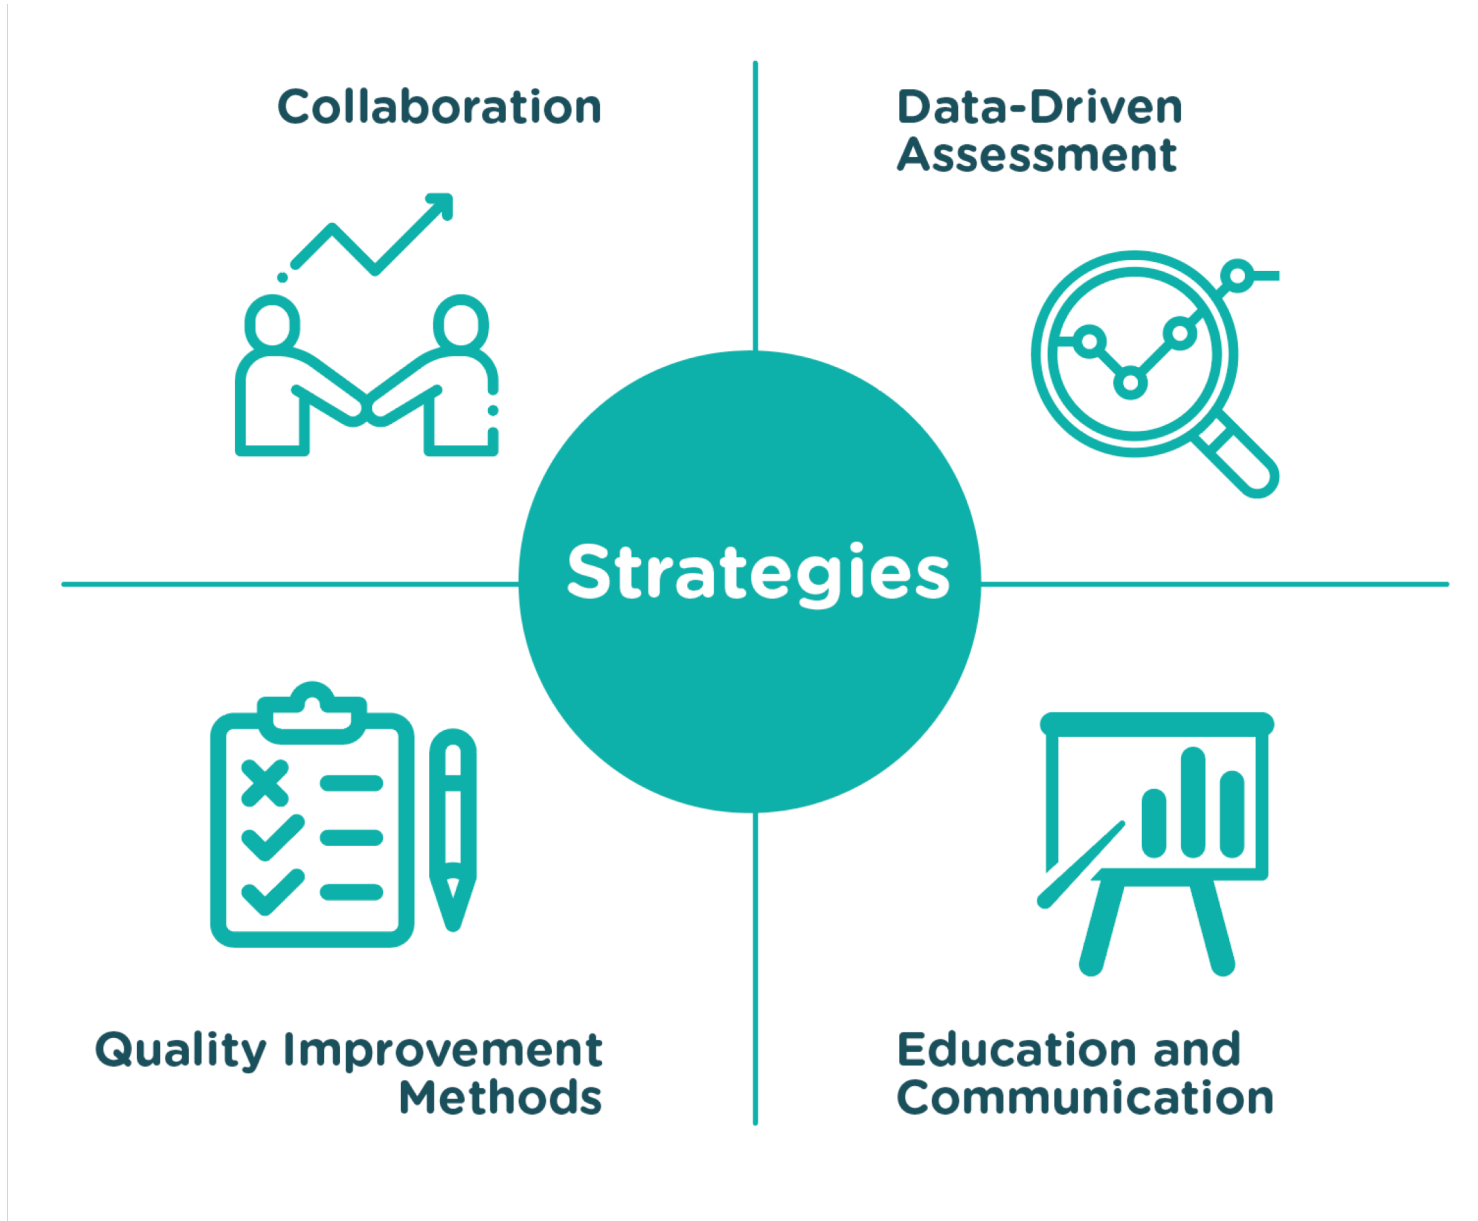 Collaboration
Data-Driven
Assessment
Strategies
Quality Improvement
Methods
Education and
Communication